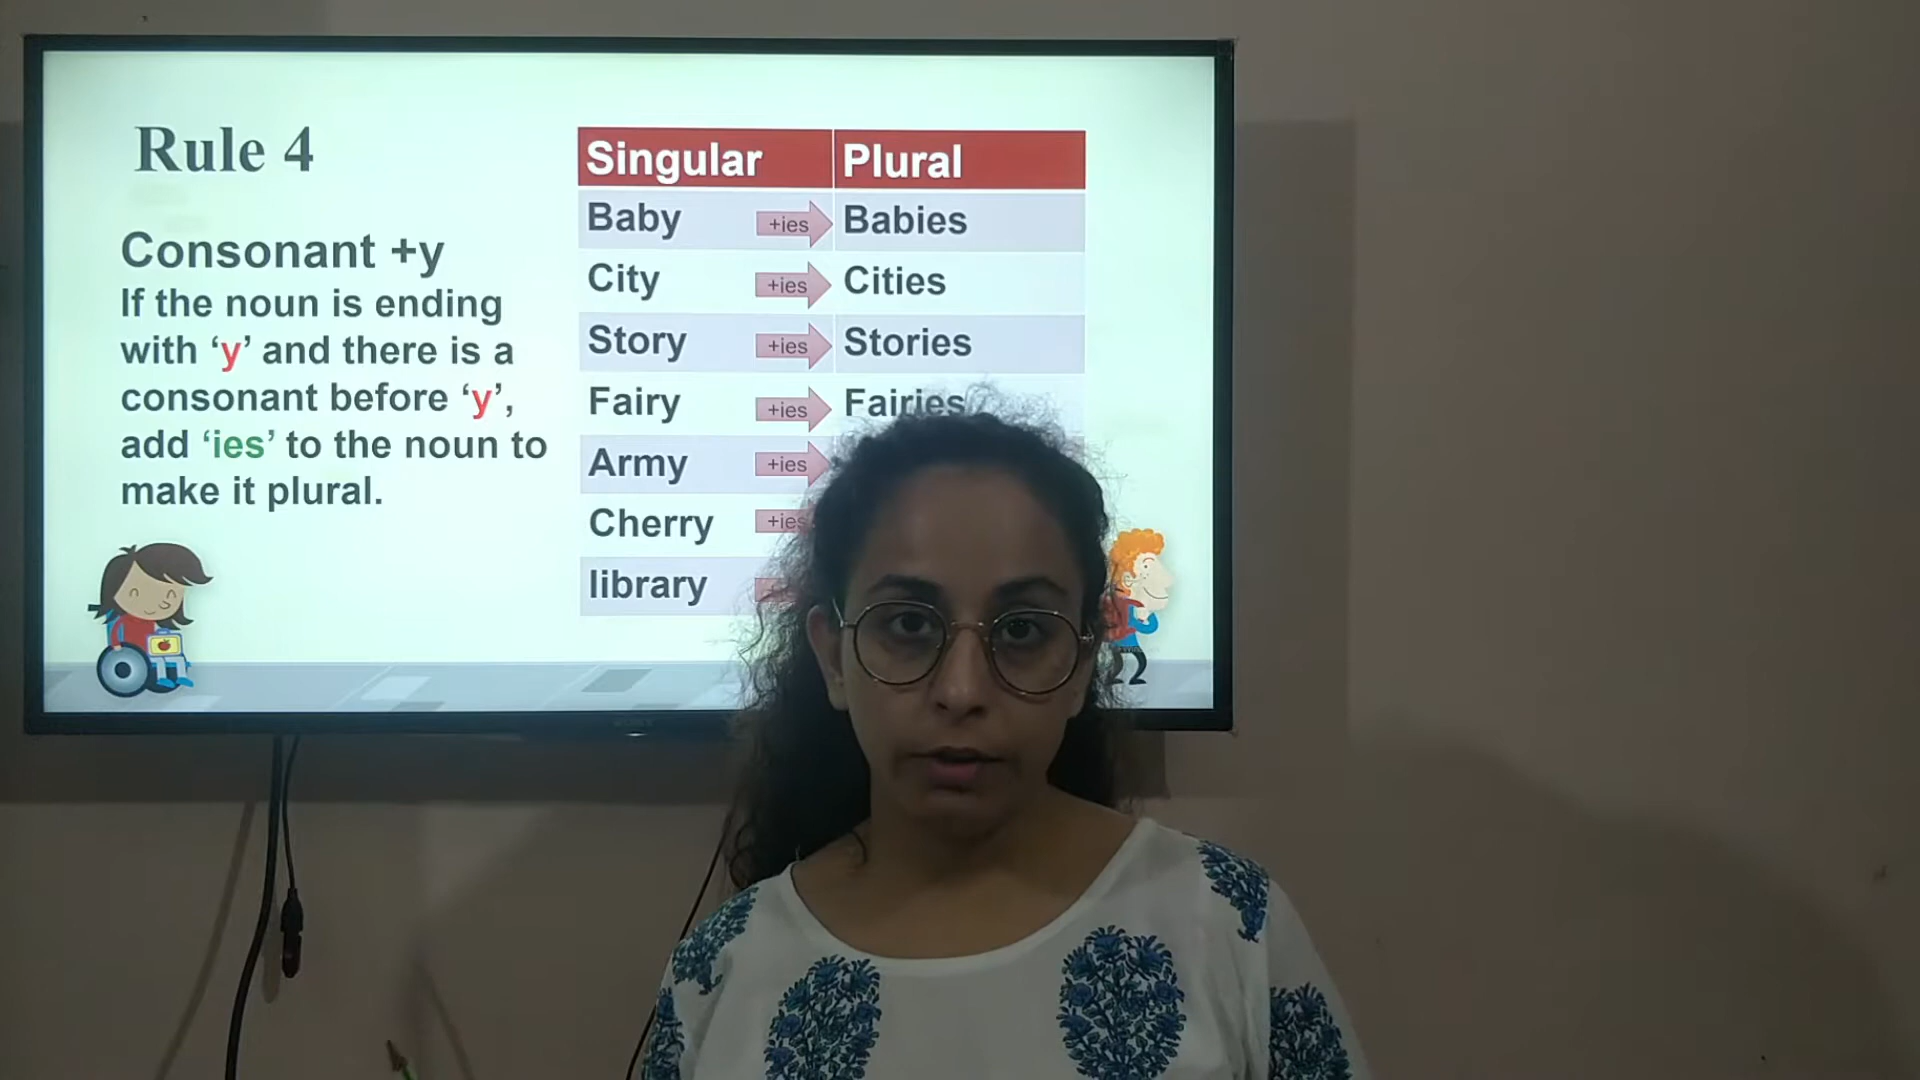 Rule 4
Consonant +y
If the noun is ending
with ‘y’ and there is a
consonant before ‘y’,
add ‘ies’ to the noun to
make it plural.
Singular Plural
Baby +ies Babies
City +ies Cities
Story +ies Stories
Fairy +ies Fairies
Army +ies
Cherry +ies
library